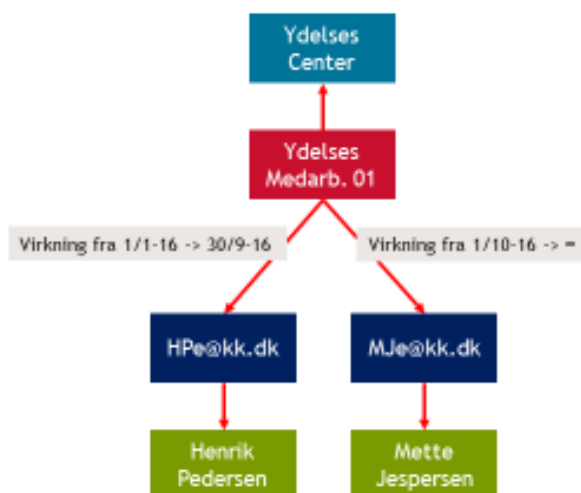 Ydelses
Center
Ydelses
Medarb. 01
Virkning fra 1/1-16 -> 30/9-16
Virkning fra 1/10-16 -> =
HPe@kk.dk
MJe@kk.dk
Henrik
Pedersen
Mette
Jespersen